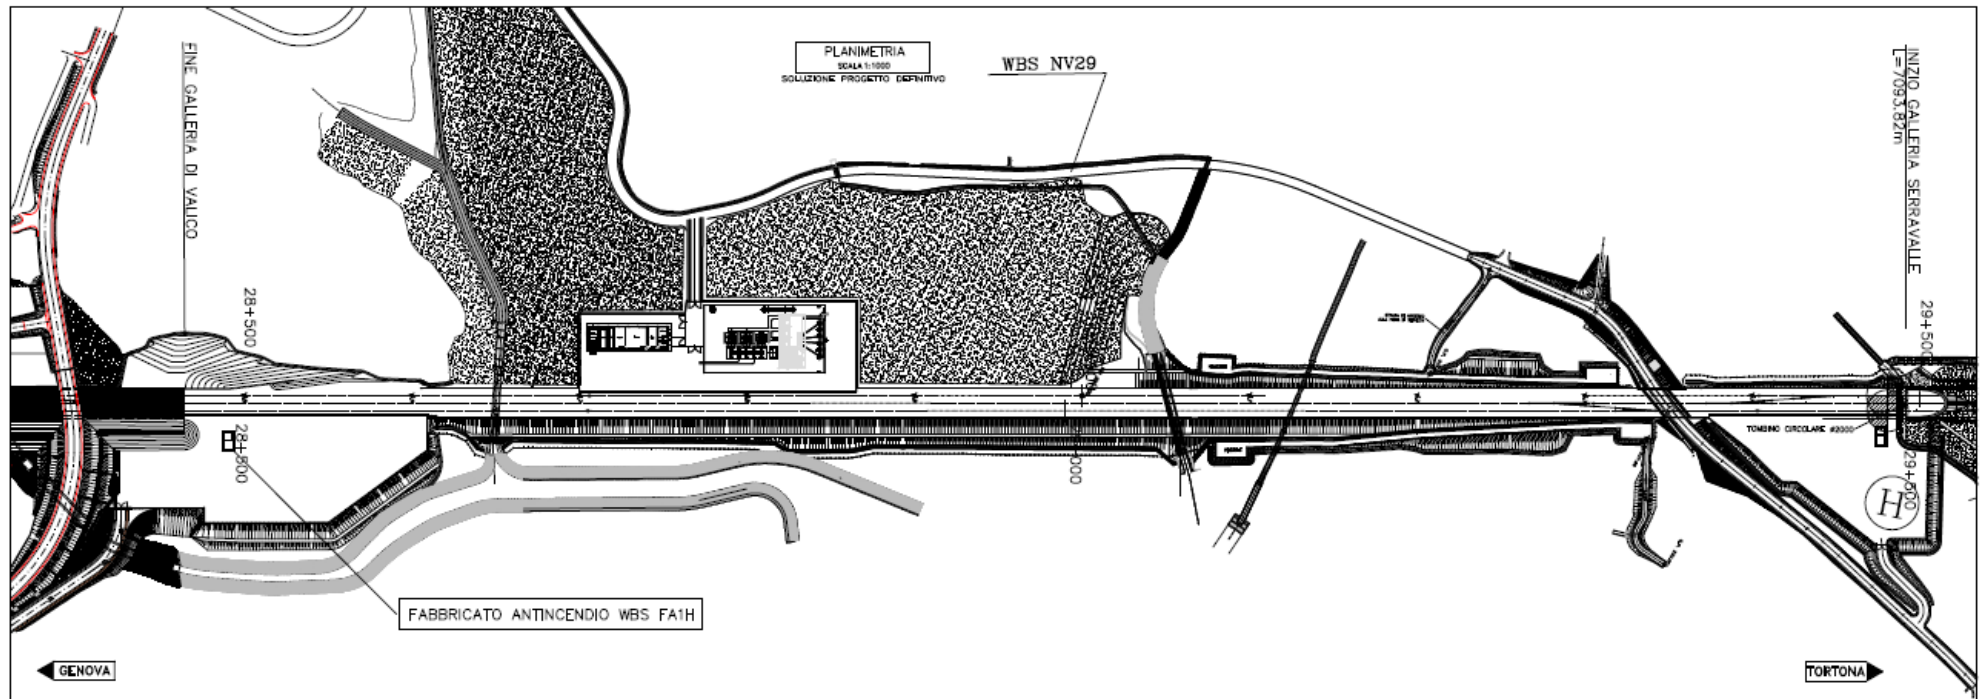 PLANIMETRIA
SCALA 1:1000
SOLUZIONE PROGETTO DEFINITIVO
WBS NV29
FINE GALLERIA DI VALICO
INIZIO GALLERIA SERRAVALLE
L=7093.82m
28+500
29+500
28+500
29+500
000
TOMBINO CIRCOLARE ø2000
H
FABBRICATO ANTINCENDIO WBS FA1H
GENOVA
TORTONA